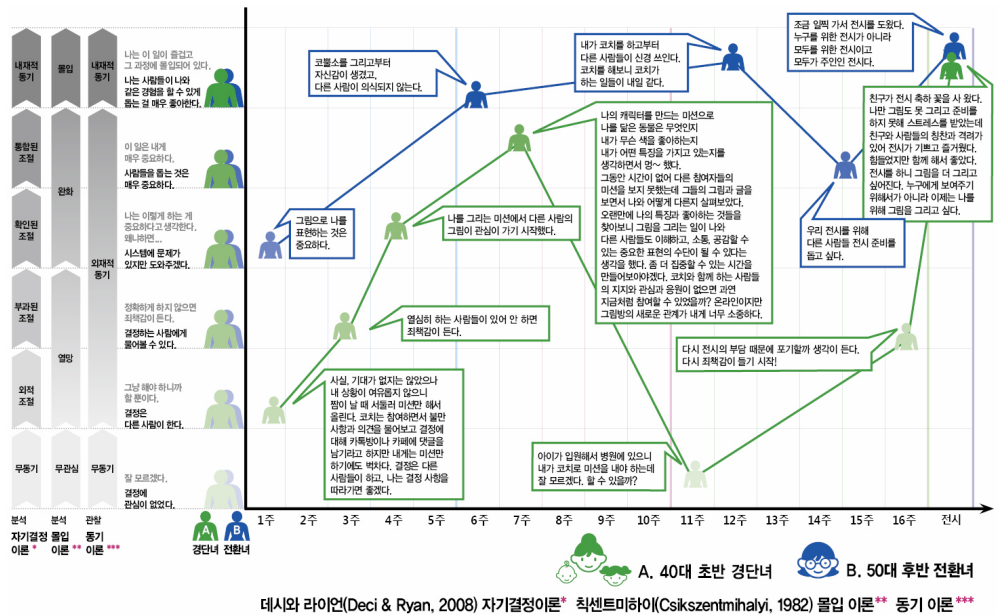 내재적
동기
몰입
내재적
동기
나는 이 일이 즐겁고
그 과정에 몰입되어 있다.
나는 사람들이 나와
같은 경험을 할 수 있게
돕는 걸 매우 좋아한다.
통합된
조절
완화
이 일은 내게
매우 중요하다.
사람들을 돕는 것은
매우 중요하다.
확인된
조절
외재적
동기
나는 이렇게 하는 게
중요하다고 생각한다.
왜냐하면...
시스템에 문제가
있지만 도와주겠다.
부과된
조절
열망
정확하게 하지 않으면
죄책감이 든다.
결정하는 사람에게
물어볼 수 있다.
외적
조절
그냥 해야 하니까
할 뿐이다.
결정은
다른 사람이 한다.
무동기
무관심
무동기
잘 모르겠다.
결정에
관심이 없었다.
분석
자기결정
이론 *
분석
몰입
이론 **
관찰
동기
이론 ***
A
경단녀
B
전환녀
그림으로 나를
표현하는 것은
중요하다.
코뿔소를 그리고부터
자신감이 생겼고,
다른 사람이 의식되지 않는다.
내가 코치를 하고부터
다른 사람들이 신경 쓰인다.
코치를 해보니 코치가
하는 일들이 내일 같다.
우리 전시를 위해
다른 사람들 전시 준비를
돕고 싶다.
조금 일찍 가서 전시를 도왔다.
누구를 위한 전시가 아니라
모두를 위한 전시이고
모두가 주인인 전시다.
사실, 기대가 없지는 않았으나
내 상황이 여유롭지 않으니
짬이 날 때 서둘러 미션만 해서
올린다. 코치는 참여하면서 불만
사항과 의견을 물어보고 결정에
대해 카톡방이나 카페에 댓글을
남기라고 하지만 내게는 미션만
하기에도 벅차다. 결정은 다른
사람들이 하고, 나는 결정 사항을
따라가면 좋겠다.
열심히 하는 사람들이 있어 안 하면
죄책감이 든다.
나를 그리는 미션에서 다른 사람의
그림이 관심이 가기 시작했다.
나의 캐릭터를 만드는 미션으로
나를 닮은 동물은 무엇인지
내가 무슨 색을 좋아하는지
내가 어떤 특징을 가지고 있는지를
생각하면서 멍~ 했다.
그동안 시간이 없어 다른 참여자들의
미션을 보지 못했는데 그들의 그림과 글을
보면서 나와 어떻게 다른지 살펴보았다.
오랜만에 나의 특징과 좋아하는 것들을
찾아보니 그림을 그리는 일이 나와
다른 사람들도 이해하고, 소통, 공감할 수
있는 중요한 표현의 수단이 될 수 있다는
생각을 했다. 좀 더 집중할 수 있는 시간을
만들어보아야겠다. 코치와 함께 하는 사람들
의 지지와 관심과 응원이 없으면 과연
지금처럼 참여할 수 있었을까? 온라인이지만
그림방의 새로운 관계가 내게 너무 소중하다.
아이가 입원해서 병원에 있으니
내가 코치로 미션을 내야 하는데
잘 모르겠다. 할 수 있을까?
다시 전시의 부담 때문에 포기할까 생각이 든다.
다시 죄책감이 들기 시작!
친구가 전시 축하 꽃을 사 왔다.
나만 그림도 못 그리고 준비를
하지 못해 스트레스를 받았는데
친구와 사람들의 칭찬과 격려가
있어 전시가 기쁘고 즐거웠다.
힘들었지만 함께 해서 좋았다.
전시를 하니 그림을 더 그리고
싶어진다. 누구에게 보여주기
위해서가 아니라 이제는 나를
위해 그림을 그리고 싶다.
1주 2주 3주 4주 5주 6주 7주 8주 9주 10주 11주 12주 13주 14주 15주 16주 전시
A. 40대 초반 경단녀
B. 50대 후반 전환녀
데시와 라이언(Deci & Ryan, 2008) 자기결정이론* 칙센트미하이(Csikszentmihalyi, 1982) 몰입 이론** 동기 이론***